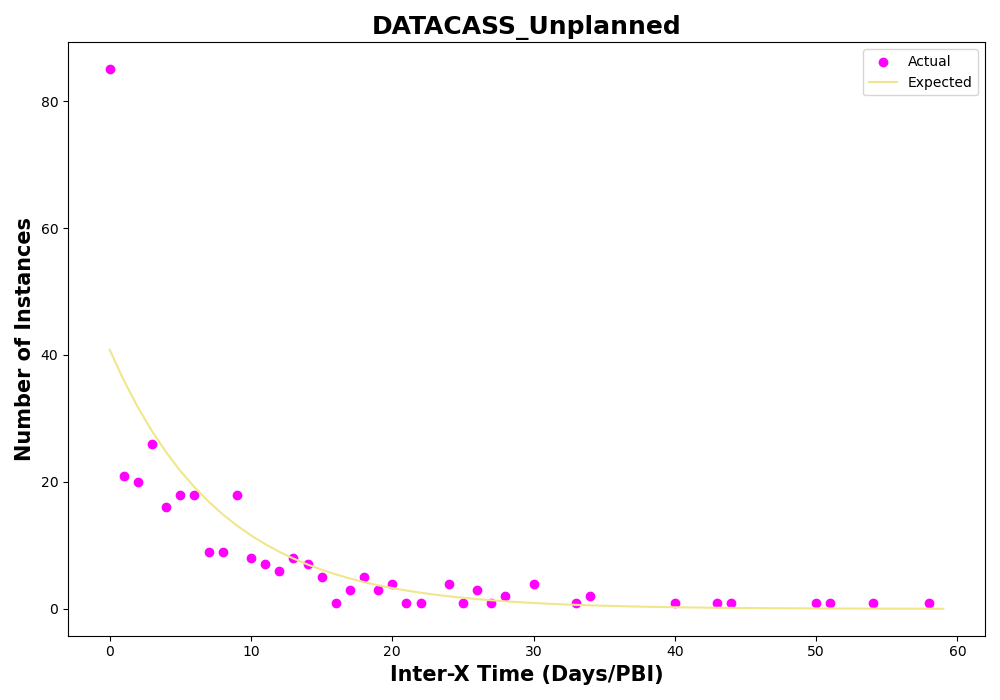 DATACASS_Unplanned
Actual
Expected
Number of Instances
80
60
40
20
0
0 10 20 30 40 50 60
Inter-X Time (Days/PBI)